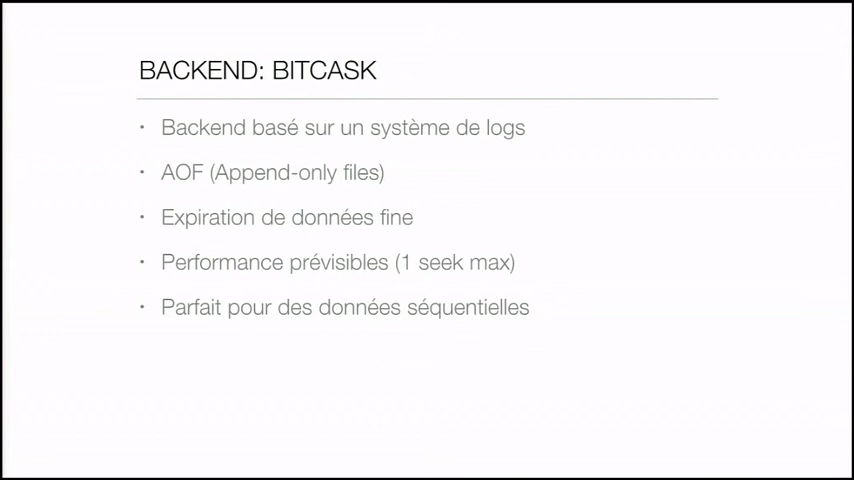 BACKEND: BITCASK
• Backend basé sur un système de logs
• AOF (Append-only files)
• Expiration de données fine
• Performance prévisibles (1 seek max)
• Parfait pour des données séquentielles